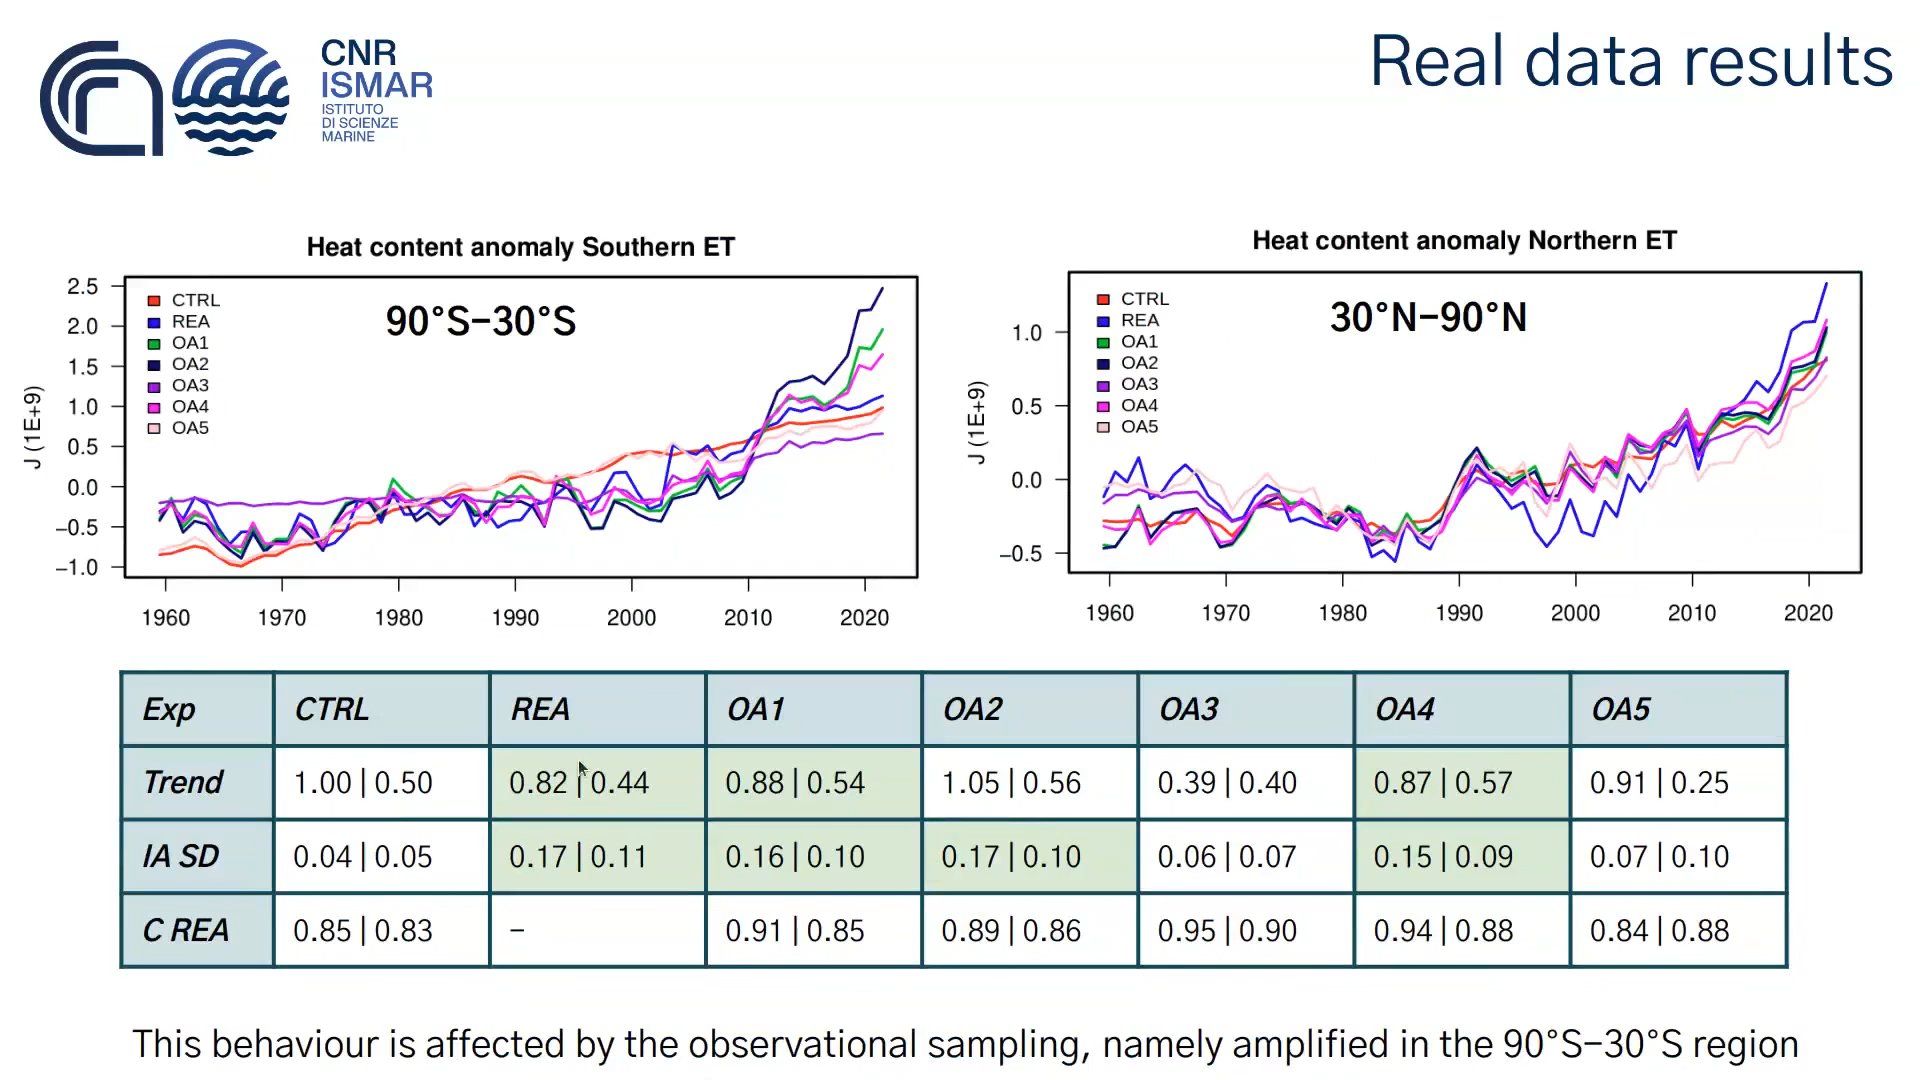 CNR
ISMAR
ISTITUTO
DI SCIENZE
MARINE
Real data results
Heat content anomaly Southern ET
90°S–30°S
CTRL
REA
OA1
OA2
OA3
OA4
OA5
J (1E+9)
2.5
2.0
1.5
1.0
0.5
0.0
−0.5
−1.0
1960 1970 1980 1990 2000 2010 2020
Heat content anomaly Northern ET
30°N–90°N
CTRL
REA
OA1
OA2
OA3
OA4
OA5
J (1E+9)
1.0
0.5
0.0
−0.5
1960 1970 1980 1990 2000 2010 2020
Exp CTRL REA OA1 OA2 OA3 OA4 OA5
Trend 1.00 | 0.50 0.82 | 0.44 0.88 | 0.54 1.05 | 0.56 0.39 | 0.40 0.87 | 0.57 0.91 | 0.25
IA SD 0.04 | 0.05 0.17 | 0.11 0.16 | 0.10 0.17 | 0.10 0.06 | 0.07 0.15 | 0.09 0.07 | 0.10
C REA 0.85 | 0.83 – 0.91 | 0.85 0.89 | 0.86 0.95 | 0.90 0.94 | 0.88 0.84 | 0.88
This behaviour is affected by the observational sampling, namely amplified in the 90°S–30°S region